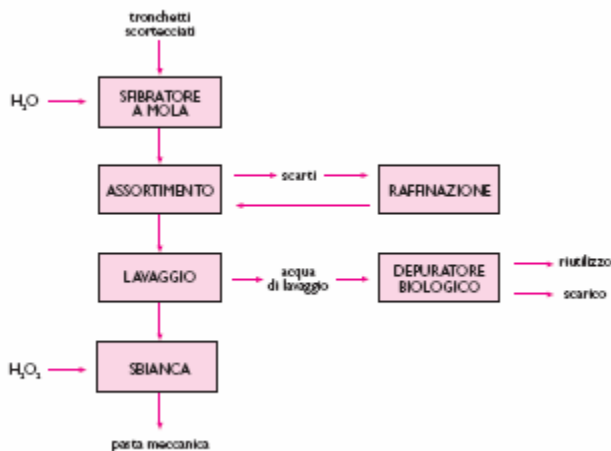 tronchetti
scortecciati
H₂O
SFIBRATORE
A MOLA
ASSORTIMENTO
scarti
RAFFINAZIONE
LAVAGGIO
acqua
di lavaggio
DEPURATORE
BIOLOGICO
riutilizzo
scarico
H₂O₂
SBIANCA
pasta meccanica